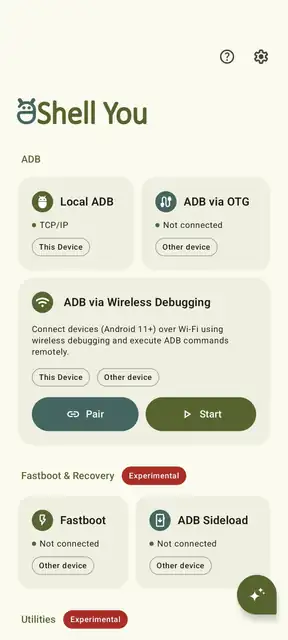 aShell You
ADB
Local ADB
TCP/IP
This Device
ADB via OTG
Not connected
Other device
ADB via Wireless Debugging
Connect devices (Android 11+) over Wi-Fi using
wireless debugging and execute ADB commands
remotely.
This Device
Other device
Pair
Start
Fastboot & Recovery
Experimental
Fastboot
Not connected
Other device
ADB Sideload
Not connected
Other device
Utilities
Experimental